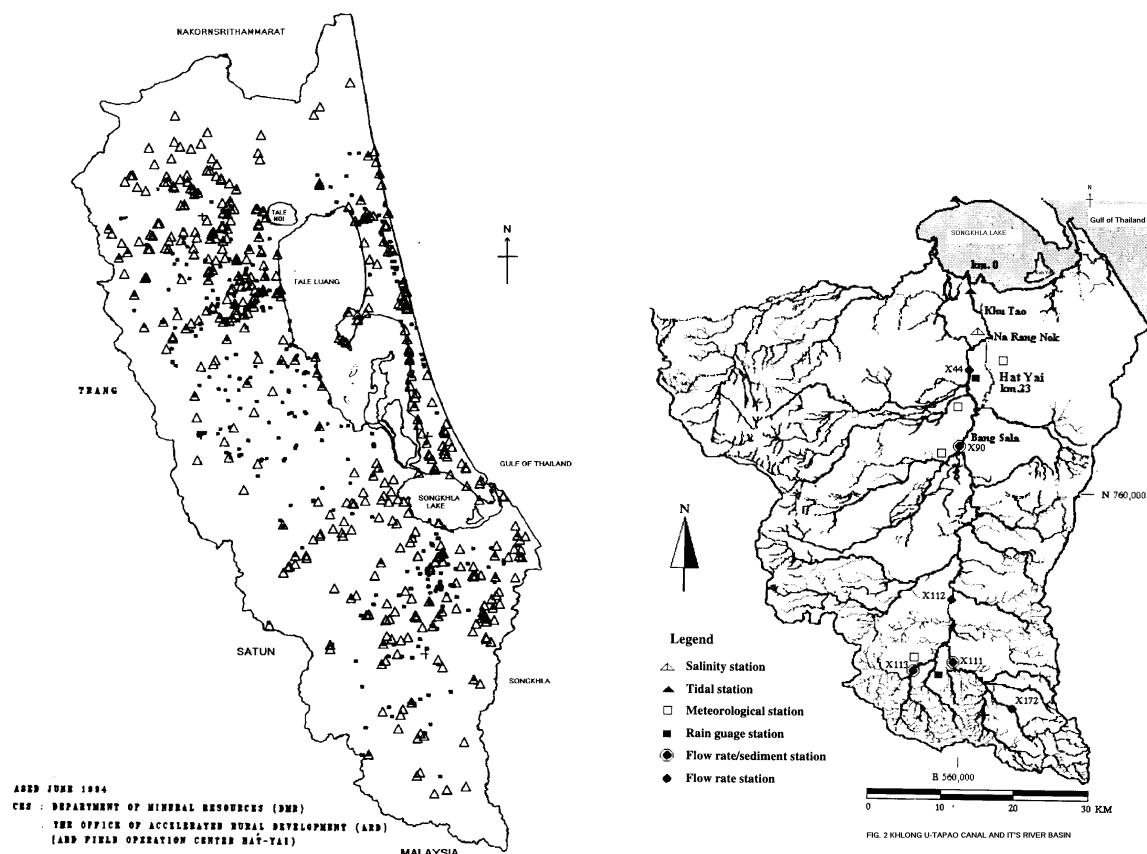 NAKORNSRITHAMMARAT
TALE
NOI
TALE LUANG
N
TRANG
GULF OF THAILAND
SONGKHLA
LAKE
SATUN
SONGKHLA
ASED JUNE 1994
CES : DEPARTMENT OF MINERAL RESOURCES (DMR)
THE OFFICE OF ACCELERATED RURAL DEVELOPMENT (ARD)
(ARD FIELD OPERATION CENTER HAT-YAI)
MALAYSIA
N
Gulf of Thailand
SONGKHLA LAKE
km. 0
Khu Tao
Na Rang Nok
X44
Hat Yai
km.23
Bang Sala
X90
N 760,000
N
X112
X113
X111
X172
Legend
Salinity station
Tidal station
Meteorological station
Rain guage station
Flow rate/sediment station
Flow rate station
E 560,000
0 10 20 30 KM
FIG. 2 KHLONG U-TAPAO CANAL AND IT'S RIVER BASIN